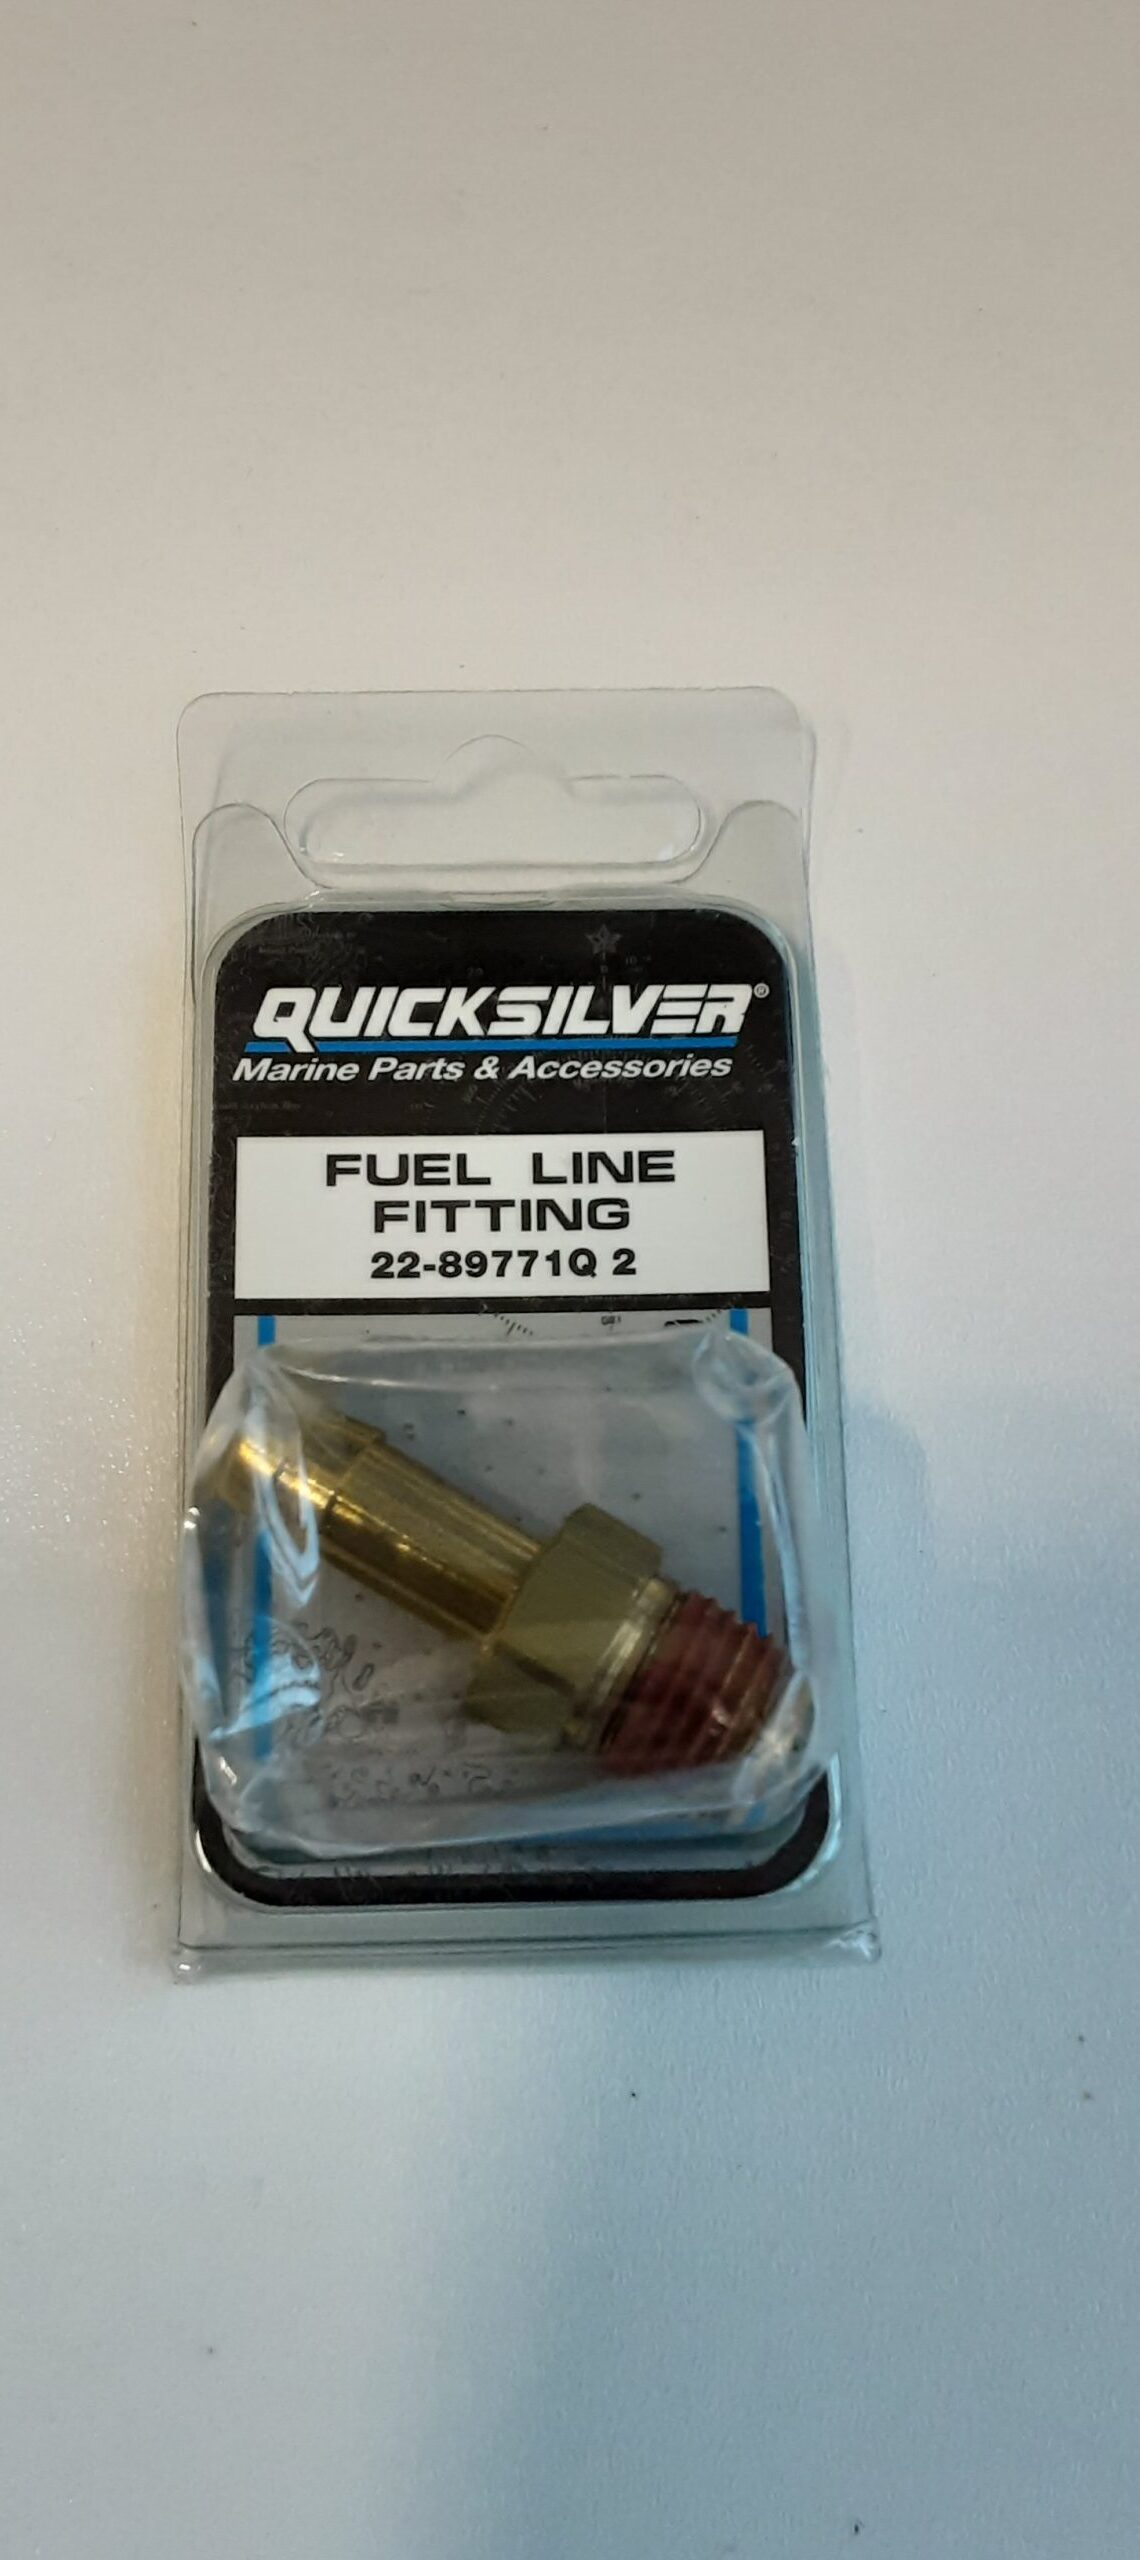 QUICKSILVER®
Marine Parts & Accessories
FUEL LINE
FITTING
22-89771Q 2